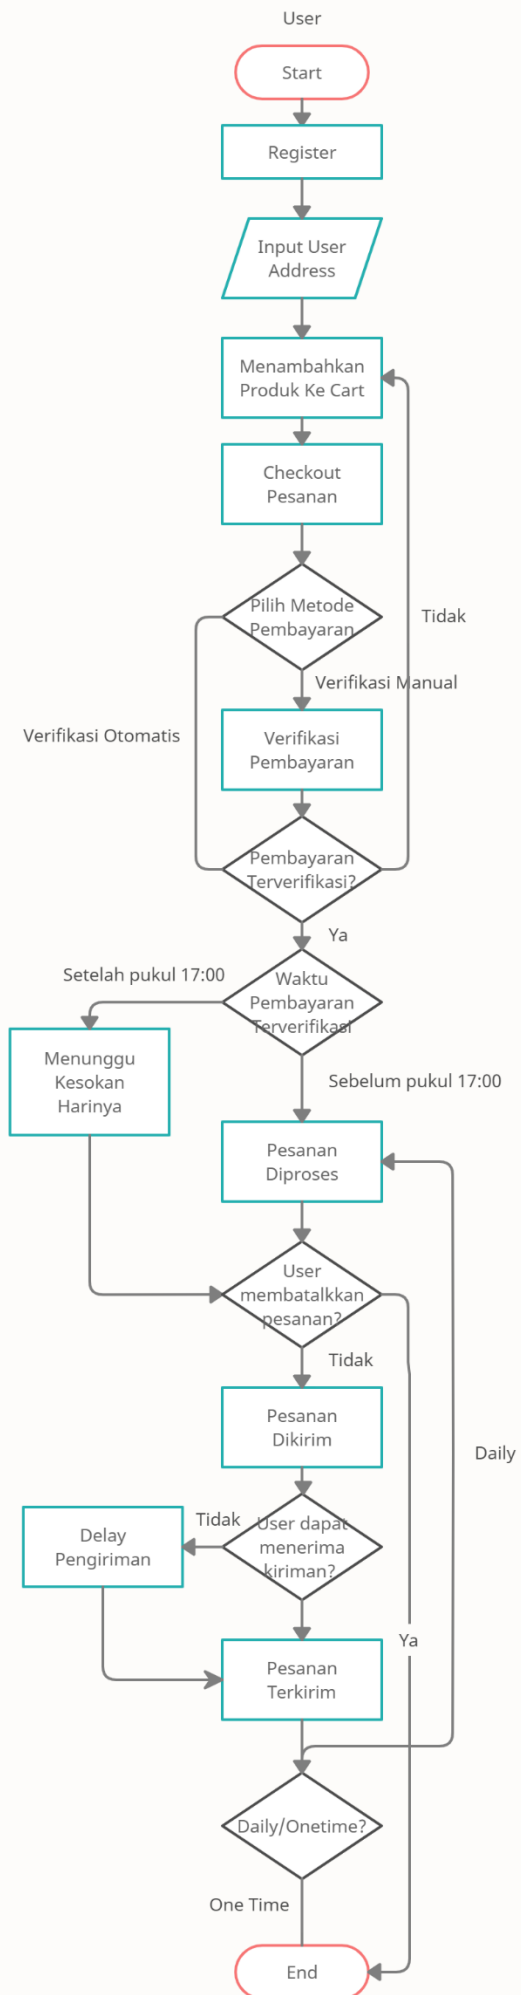 User
Start
Register
Input User
Address
Menambahkan
Produk Ke Cart
Checkout
Pesanan
Pilih Metode
Pembayaran
Tidak
Verifikasi Manual
Verifikasi Otomatis
Verifikasi
Pembayaran
Pembayaran
Terverifikasi?
Ya
Setelah pukul 17:00
Waktu
Pembayaran
Terverifikasi
Menunggu
Kesokan
Harinya
Sebelum pukul 17:00
Pesanan
Diproses
User
membatalkkan
pesanan?
Tidak
Pesanan
Dikirim
Daily
Tidak
User dapat
menerima
kiriman?
Delay
Pengiriman
Ya
Pesanan
Terkirim
Daily/Onetime?
One Time
End